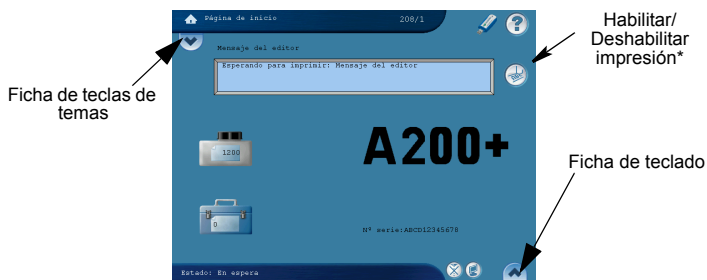 Página de inicio
208/1
?
Habilitar/
Deshabilitar
impresión*
Mensaje del editor
Esperando para imprimir: Mensaje del editor
Ficha de teclas de
temas
1200
A200+
Ficha de teclado
0
Nº serie:ABCD12345678
Estado: En espera